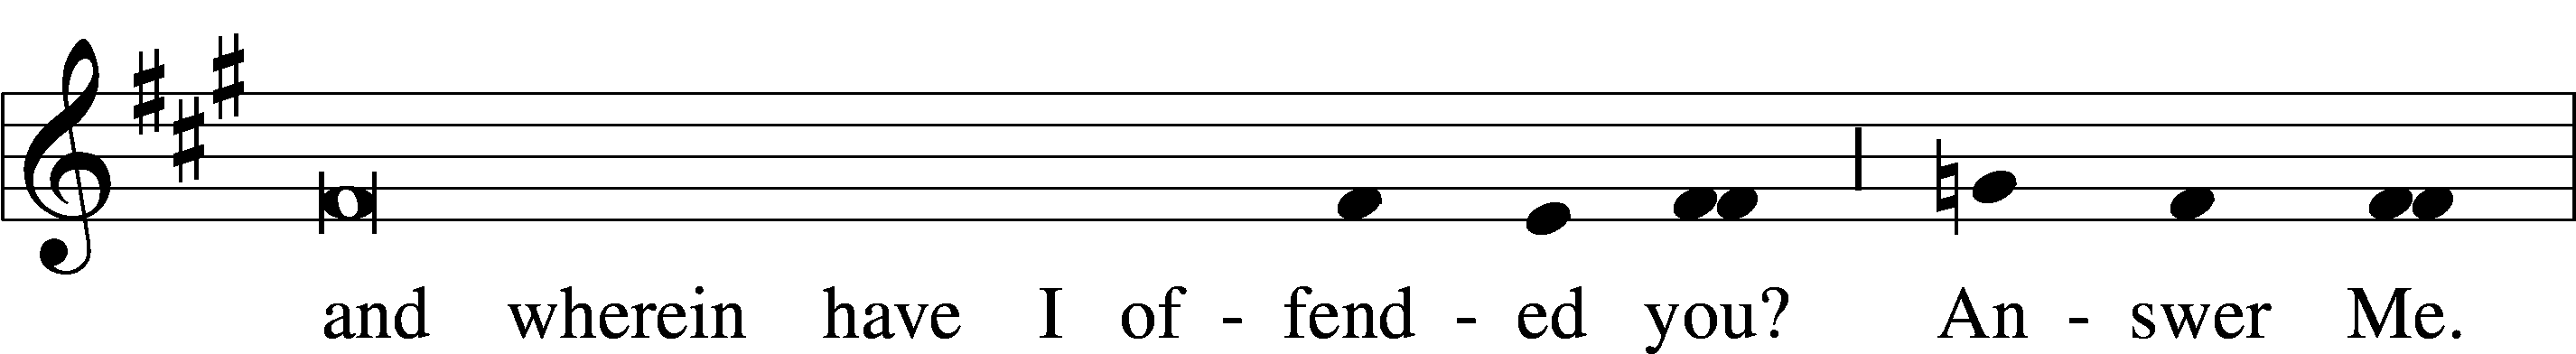 and wherein have I of - fend - ed you? An - swer Me.